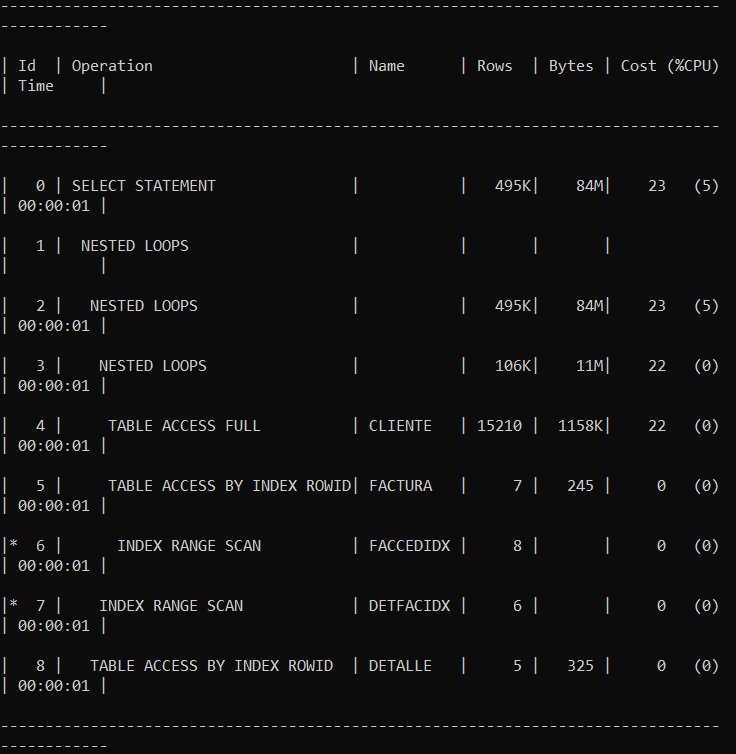 --------------------------------------------------------------------------------
------------
| Id  | Operation                      | Name      | Rows  | Bytes | Cost (%CPU)
| Time     |
--------------------------------------------------------------------------------
------------
|   0 | SELECT STATEMENT               |           |   495K|    84M|    23   (5)
| 00:00:01 |
|   1 |  NESTED LOOPS                  |           |       |       |
|          |
|   2 |   NESTED LOOPS                 |           |   495K|    84M|    23   (5)
| 00:00:01 |
|   3 |    NESTED LOOPS                |           |   106K|    11M|    22   (0)
| 00:00:01 |
|   4 |     TABLE ACCESS FULL          | CLIENTE   | 15210 |  1158K|    22   (0)
| 00:00:01 |
|   5 |     TABLE ACCESS BY INDEX ROWID| FACTURA   |     7 |   245 |     0   (0)
| 00:00:01 |
|*  6 |      INDEX RANGE SCAN          | FACCEDIDX |     8 |       |     0   (0)
| 00:00:01 |
|*  7 |    INDEX RANGE SCAN            | DETFACIDX |     6 |       |     0   (0)
| 00:00:01 |
|   8 |   TABLE ACCESS BY INDEX ROWID  | DETALLE   |     5 |   325 |     0   (0)
| 00:00:01 |
--------------------------------------------------------------------------------
------------